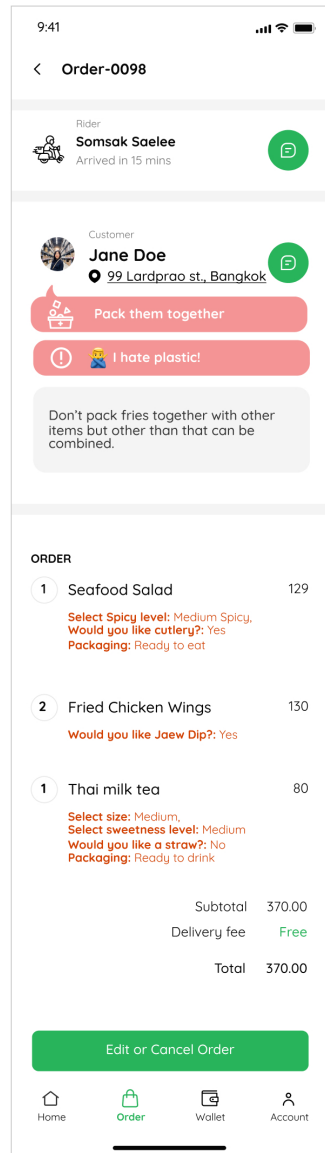 9:41
Order-0098
Rider
Somsak Saelee
Arrived in 15 mins
Customer
Jane Doe
99 Lardprao st., Bangkok
Pack them together
I hate plastic!
Don't pack fries together with other
items but other than that can be
combined.
ORDER
1 Seafood Salad 129
Select Spicy level: Medium Spicy,
Would you like cutlery?: Yes
Packaging: Ready to eat
2 Fried Chicken Wings 130
Would you like Jaew Dip?: Yes
1 Thai milk tea 80
Select size: Medium,
Select sweetness level: Medium
Would you like a straw?: No
Packaging: Ready to drink
Subtotal 370.00
Delivery fee Free
Total 370.00
Edit or Cancel Order
Home Order Wallet Account